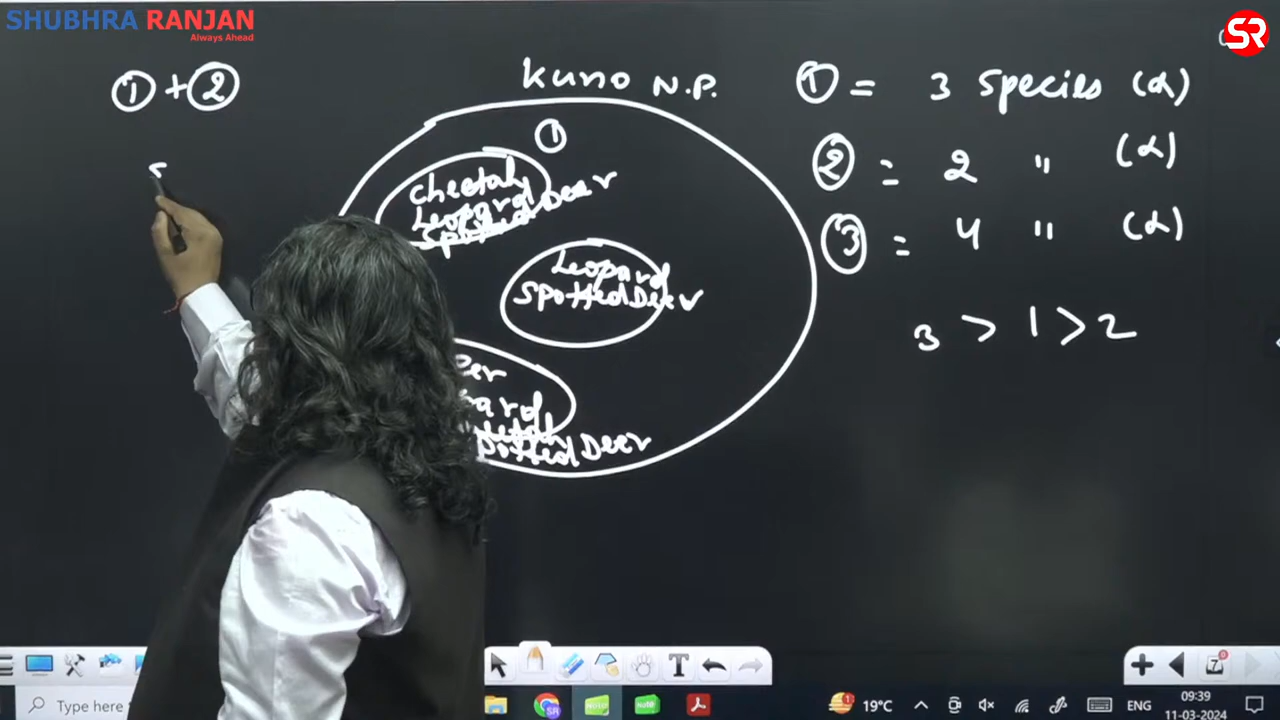 SHUBHRA RANJAN
Always Ahead
SR
① + ②
Kuno N.P.
①
Cheetah
Leopard
Spotted Deer
Leopard
Spotted Deer
Spotted Deer
① = 3 Species (α)
② = 2 " (α)
③ = 4 " (α)
3 > 1 > 2
Type here
19°C
ENG
09:39
11-03-2024